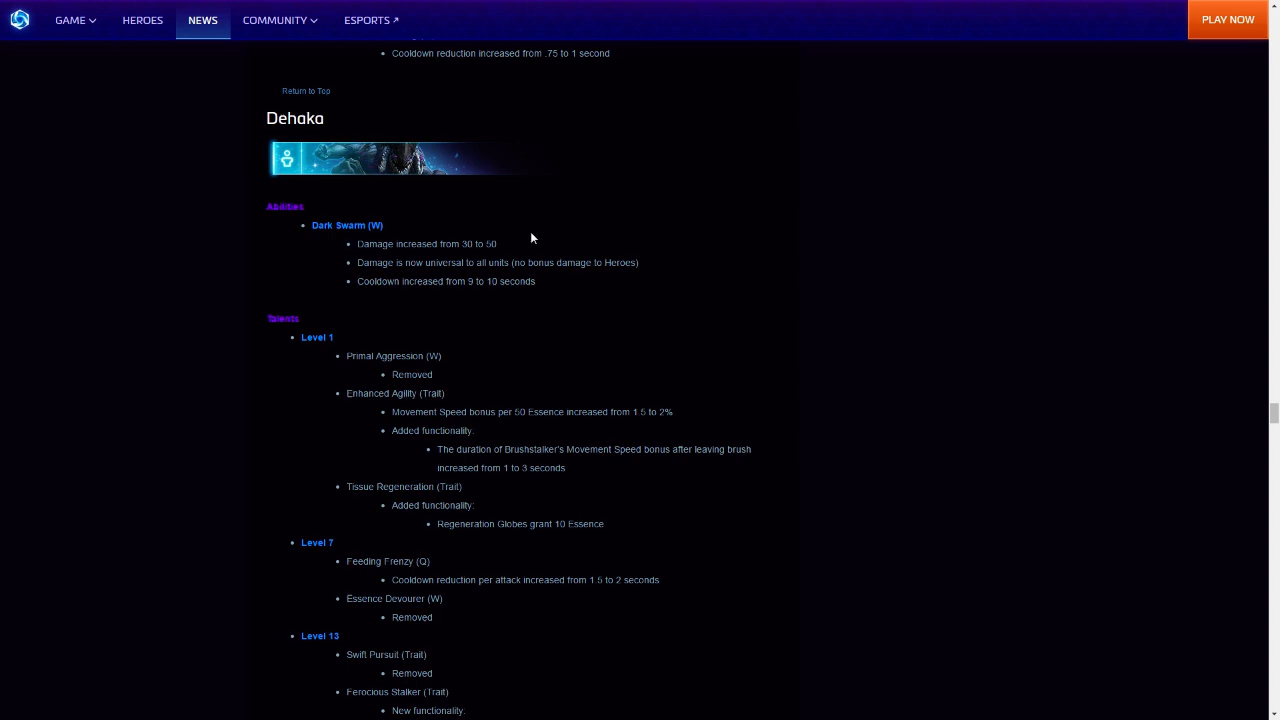 GAME HEROES NEWS COMMUNITY ESPORTS PLAY NOW
Cooldown reduction increased from .75 to 1 second
Return to Top
Dehaka
Abilities
Dark Swarm (W)
Damage increased from 30 to 50
Damage is now universal to all units (no bonus damage to Heroes)
Cooldown increased from 9 to 10 seconds
Talents
Level 1
Primal Aggression (W)
Removed
Enhanced Agility (Trait)
Movement Speed bonus per 50 Essence increased from 1.5 to 2%
Added functionality:
The duration of Brushstalker's Movement Speed bonus after leaving brush
increased from 1 to 3 seconds
Tissue Regeneration (Trait)
Added functionality:
Regeneration Globes grant 10 Essence
Level 7
Feeding Frenzy (Q)
Cooldown reduction per attack increased from 1.5 to 2 seconds
Essence Devourer (W)
Removed
Level 13
Swift Pursuit (Trait)
Removed
Ferocious Stalker (Trait)
New functionality: